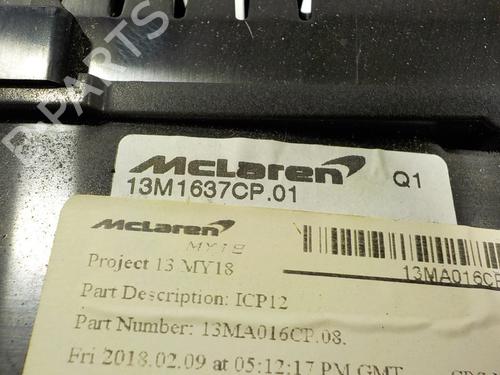 R-PARTS
McLaren
13M1637CP.01
Q1
McLaren
MY18
Project 13 MY18
13MA016CP
Part Description: ICP12
Part Number: 13MA016CP.08.
Fri 2018.02.09 at 05:12:17 PM GMT